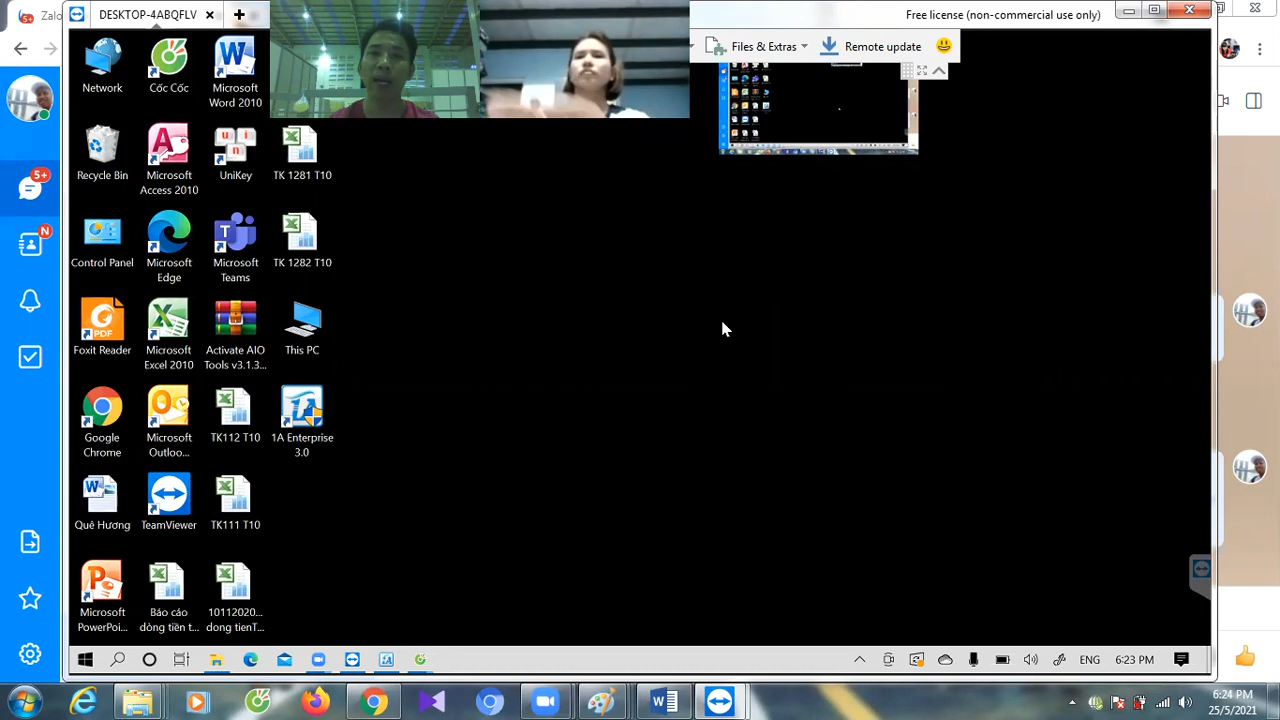 Zalo
DESKTOP-4ABQFLV
Free license (non-commercial use only)
Files & Extras
Remote update
5+
N
Network
Cốc Cốc
Microsoft
Word 2010
Recycle Bin
Microsoft
Access 2010
UniKey
TK 1281 T10
Control Panel
Microsoft
Edge
Microsoft
Teams
TK 1282 T10
Foxit Reader
Microsoft
Excel 2010
Activate AIO
Tools v3.1.3...
This PC
Google
Chrome
Microsoft
Outloo...
TK112 T10
1A Enterprise
3.0
Quê Hương
TeamViewer
TK111 T10
Microsoft
PowerPoi...
Báo cáo
dòng tiền t...
10112020...
dong tienT...
ENG
6:23 PM
6:24 PM
25/5/2021